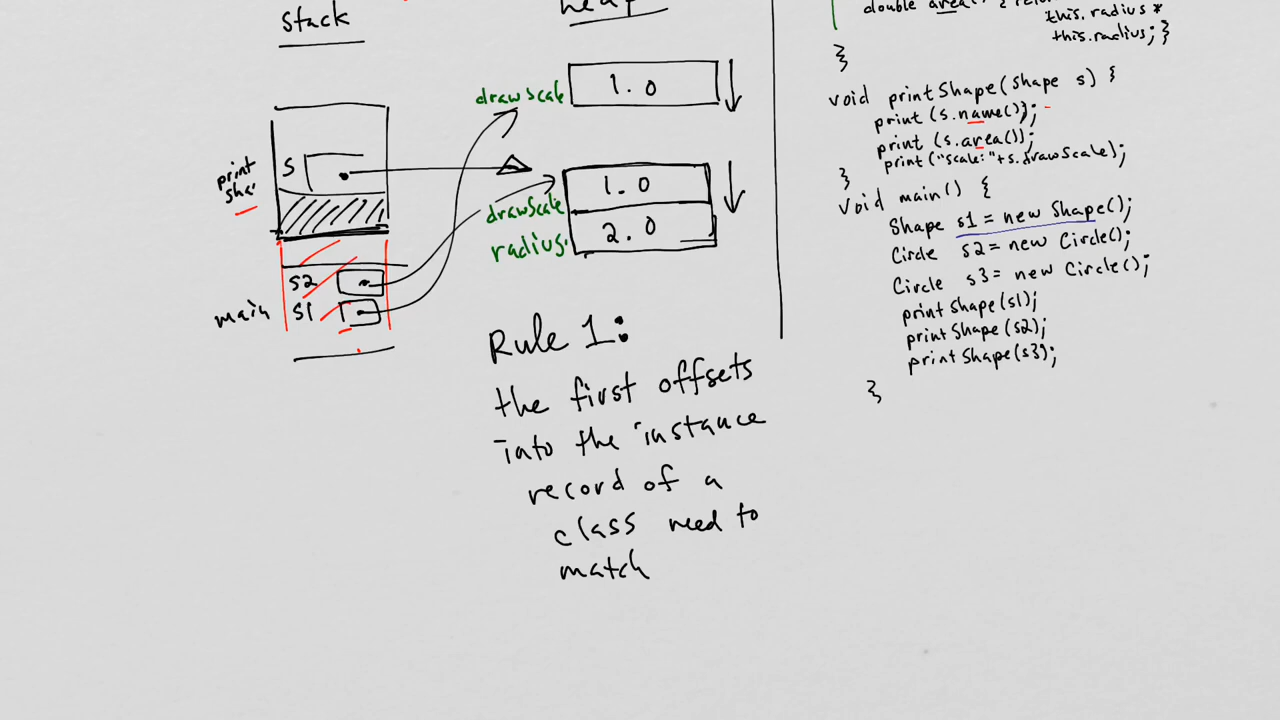 Stack
heap
drawscale
1.0
S
print
sha
1.0
drawscale
2.0
radius.
s2
main
s1
Rule 1:
the first offsets
into the instance
record of a
class need to
match
double area() {
this.radius *
this.radius; }
}
void printShape(Shape s) {
print (s.name());
print (s.area());
print ("scale:"+s.drawScale);
}
void main() {
Shape s1 = new Shape();
Circle s2 = new Circle();
Circle s3 = new Circle();
printShape(s1);
printShape(s2);
printShape(s3);
}